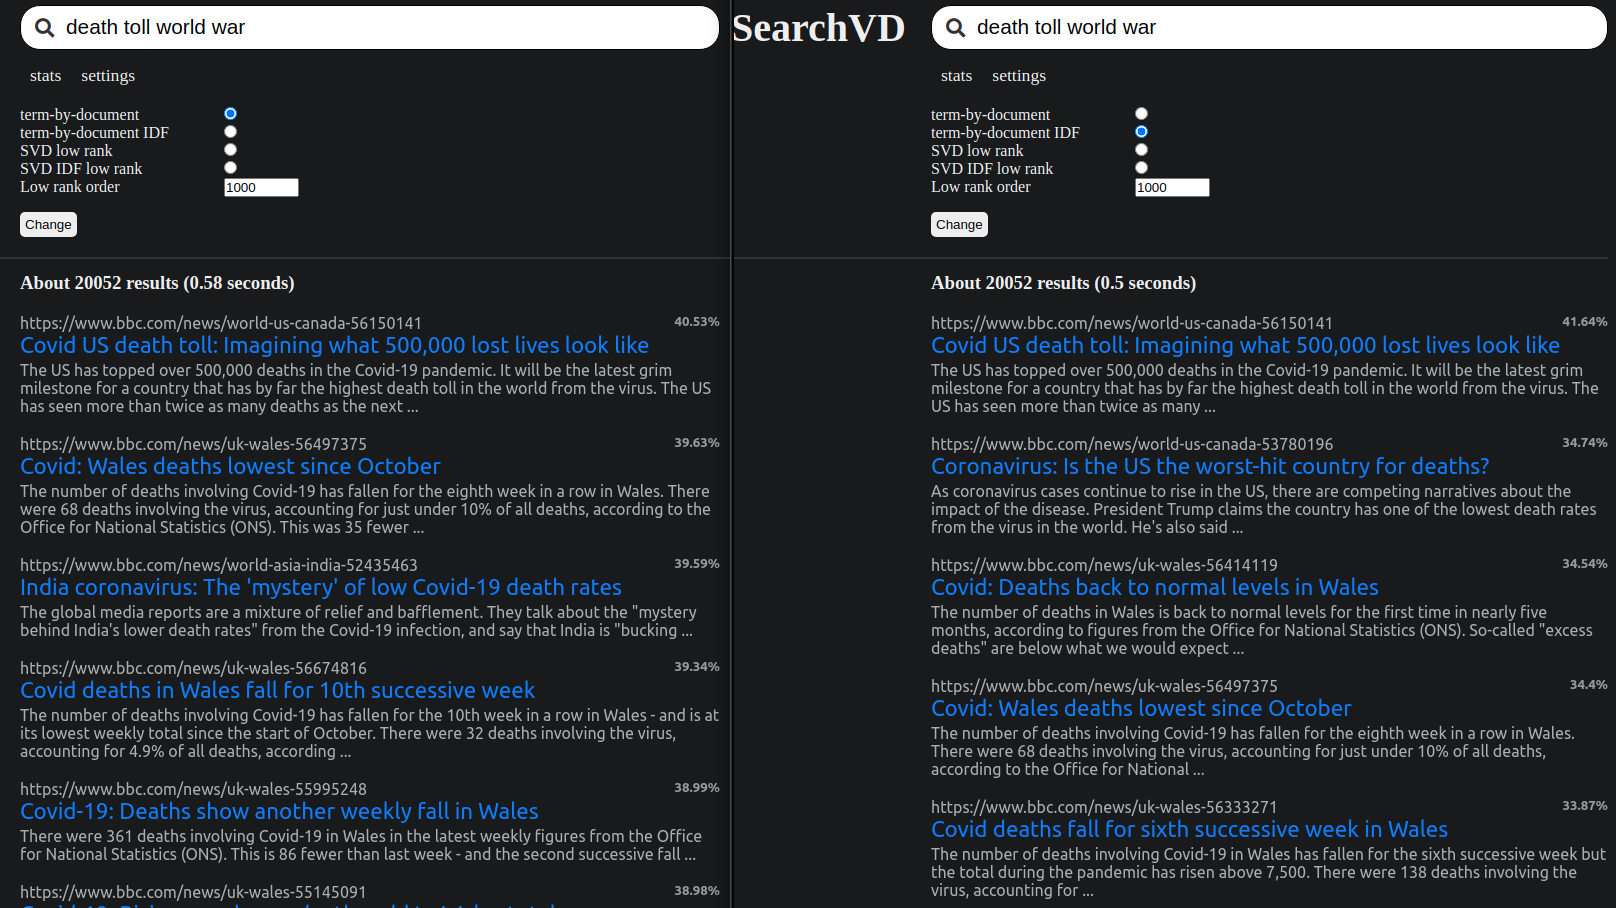 death toll world war
stats settings
term-by-document
term-by-document IDF
SVD low rank
SVD IDF low rank
Low rank order 1000
Change
About 20052 results (0.58 seconds)
https://www.bbc.com/news/world-us-canada-56150141 40.53%
Covid US death toll: Imagining what 500,000 lost lives look like
The US has topped over 500,000 deaths in the Covid-19 pandemic. It will be the latest grim
milestone for a country that has by far the highest death toll in the world from the virus. The US
has seen more than twice as many deaths as the next ...
https://www.bbc.com/news/uk-wales-56497375 39.63%
Covid: Wales deaths lowest since October
The number of deaths involving Covid-19 has fallen for the eighth week in a row in Wales. There
were 68 deaths involving the virus, accounting for just under 10% of all deaths, according to the
Office for National Statistics (ONS). This was 35 fewer ...
https://www.bbc.com/news/world-asia-india-52435463 39.59%
India coronavirus: The 'mystery' of low Covid-19 death rates
The global media reports are a mixture of relief and bafflement. They talk about the "mystery
behind India's lower death rates" from the Covid-19 infection, and say that India is "bucking ...
https://www.bbc.com/news/uk-wales-56674816 39.34%
Covid deaths in Wales fall for 10th successive week
The number of deaths involving Covid-19 has fallen for the 10th week in a row in Wales - and is at
its lowest weekly total since the start of October. There were 32 deaths involving the virus,
accounting for 4.9% of all deaths, according ...
https://www.bbc.com/news/uk-wales-55995248 38.99%
Covid-19: Deaths show another weekly fall in Wales
There were 361 deaths involving Covid-19 in Wales in the latest weekly figures from the Office
for National Statistics (ONS). This is 86 fewer than last week - and the second successive fall ...
https://www.bbc.com/news/uk-wales-55145091 38.98%
SearchVD
death toll world war
stats settings
term-by-document
term-by-document IDF
SVD low rank
SVD IDF low rank
Low rank order 1000
Change
About 20052 results (0.5 seconds)
https://www.bbc.com/news/world-us-canada-56150141 41.64%
Covid US death toll: Imagining what 500,000 lost lives look like
The US has topped over 500,000 deaths in the Covid-19 pandemic. It will be the latest grim
milestone for a country that has by far the highest death toll in the world from the virus. The
US has seen more than twice as many ...
https://www.bbc.com/news/world-us-canada-53780196 34.74%
Coronavirus: Is the US the worst-hit country for deaths?
As coronavirus cases continue to rise in the US, there are competing narratives about the
impact of the disease. President Trump claims the country has one of the lowest death rates
from the virus in the world. He's also said ...
https://www.bbc.com/news/uk-wales-56414119 34.54%
Covid: Deaths back to normal levels in Wales
The number of deaths in Wales is back to normal levels for the first time in nearly five
months, according to figures from the Office for National Statistics (ONS). So-called "excess
deaths" are below what we would expect ...
https://www.bbc.com/news/uk-wales-56497375 34.4%
Covid: Wales deaths lowest since October
The number of deaths involving Covid-19 has fallen for the eighth week in a row in Wales.
There were 68 deaths involving the virus, accounting for just under 10% of all deaths,
according to the Office for National ...
https://www.bbc.com/news/uk-wales-56333271 33.87%
Covid deaths fall for sixth successive week in Wales
The number of deaths involving Covid-19 in Wales has fallen for the sixth successive week but
the total during the pandemic has risen above 7,500. There were 138 deaths involving the
virus, accounting for ...